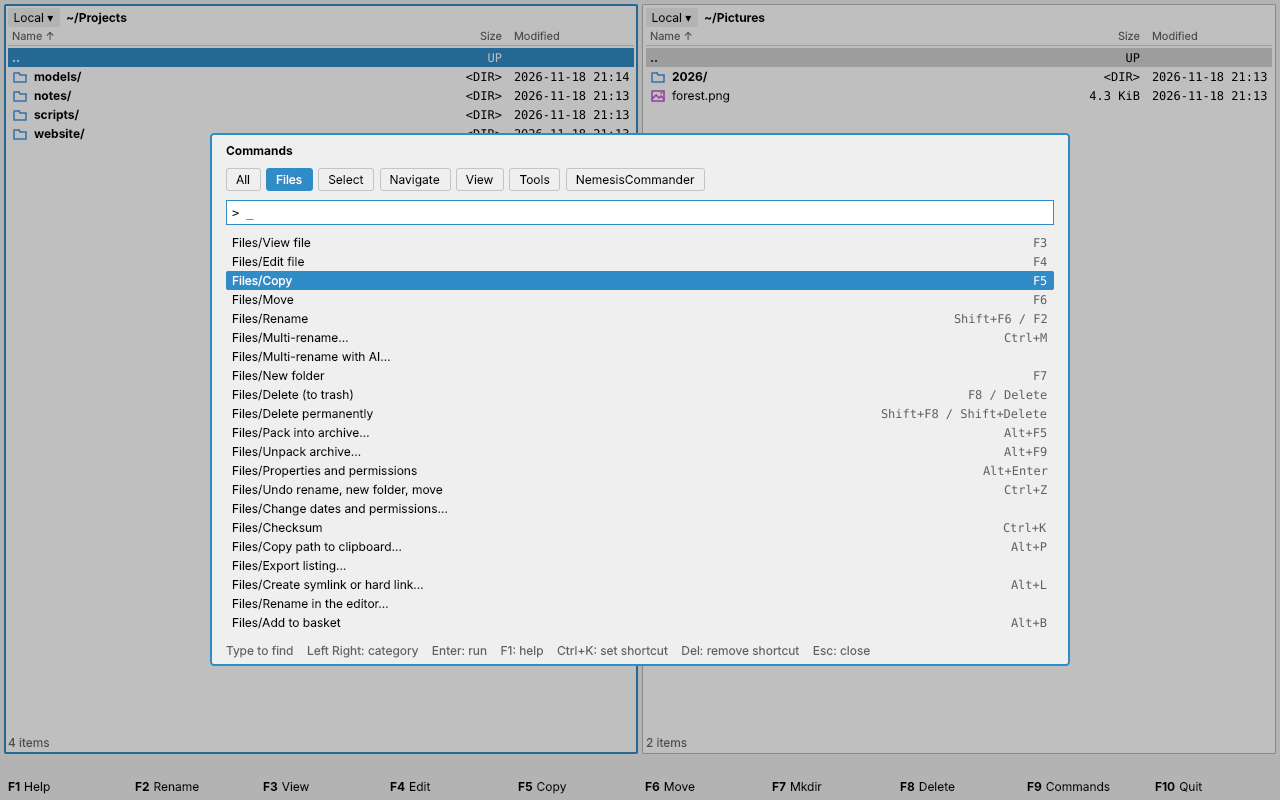 Local ▾ ~/Projects
Name ↑ Size Modified
.. UP
models/ <DIR> 2026-11-18 21:14
notes/ <DIR> 2026-11-18 21:13
scripts/ <DIR> 2026-11-18 21:13
website/ <DIR> 2026-11-18 21:13
4 items
Local ▾ ~/Pictures
Name ↑ Size Modified
.. UP
2026/ <DIR> 2026-11-18 21:13
forest.png 4.3 KiB 2026-11-18 21:13
2 items
Commands
All Files Select Navigate View Tools NemesisCommander
> _
Files/View file F3
Files/Edit file F4
Files/Copy F5
Files/Move F6
Files/Rename Shift+F6 / F2
Files/Multi-rename... Ctrl+M
Files/Multi-rename with AI...
Files/New folder F7
Files/Delete (to trash) F8 / Delete
Files/Delete permanently Shift+F8 / Shift+Delete
Files/Pack into archive... Alt+F5
Files/Unpack archive... Alt+F9
Files/Properties and permissions Alt+Enter
Files/Undo rename, new folder, move Ctrl+Z
Files/Change dates and permissions...
Files/Checksum Ctrl+K
Files/Copy path to clipboard... Alt+P
Files/Export listing...
Files/Create symlink or hard link... Alt+L
Files/Rename in the editor...
Files/Add to basket Alt+B
Type to find Left Right: category Enter: run F1: help Ctrl+K: set shortcut Del: remove shortcut Esc: close
F1 Help F2 Rename F3 View F4 Edit F5 Copy F6 Move F7 Mkdir F8 Delete F9 Commands F10 Quit